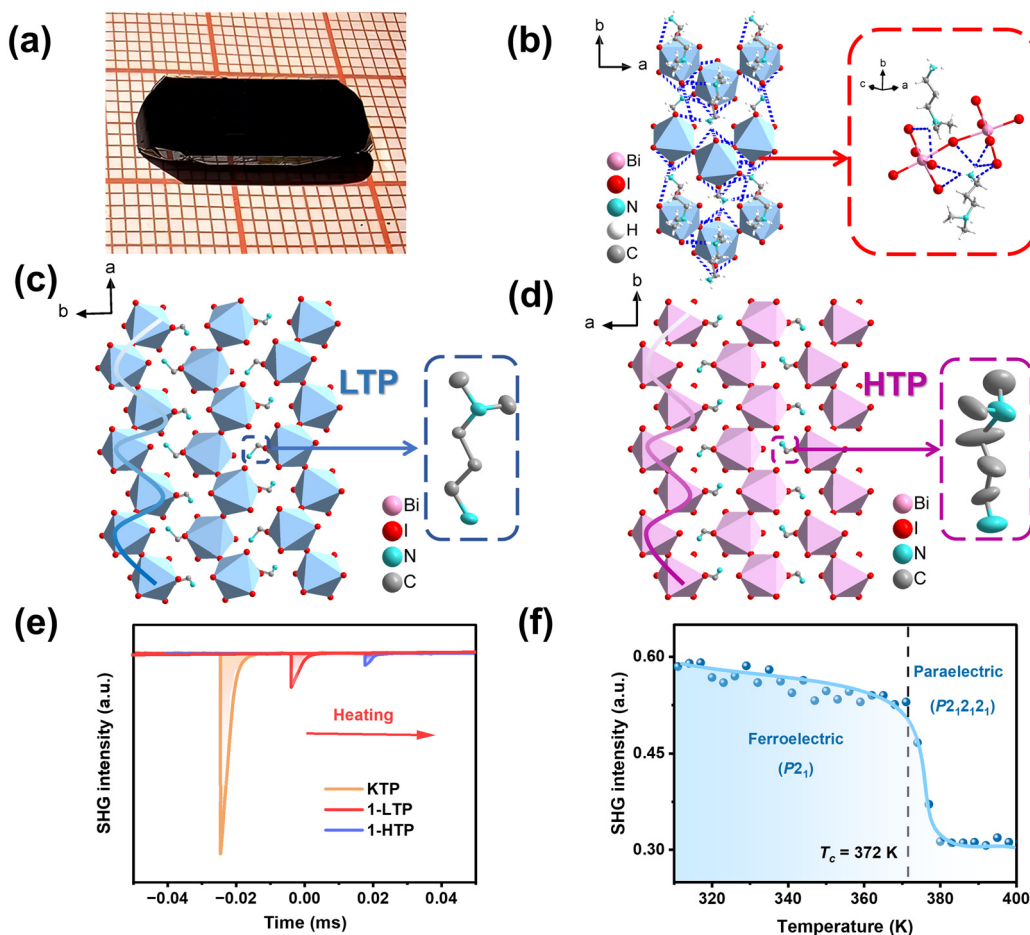 (a)
(b)
b
a
Bi
I
N
H
C
b
c
a
(c)
a
b
LTP
Bi
I
N
C
(d)
b
a
HTP
Bi
I
N
C
(e)
SHG intensity (a.u.)
Heating
KTP
1-LTP
1-HTP
−0.04 −0.02 0.00 0.02 0.04
Time (ms)
(f)
SHG intensity (a.u.)
0.60
0.45
0.30
Paraelectric
(P2₁2₁2₁)
Ferroelectric
(P2₁)
Tc = 372 K
320 340 360 380 400
Temperature (K)